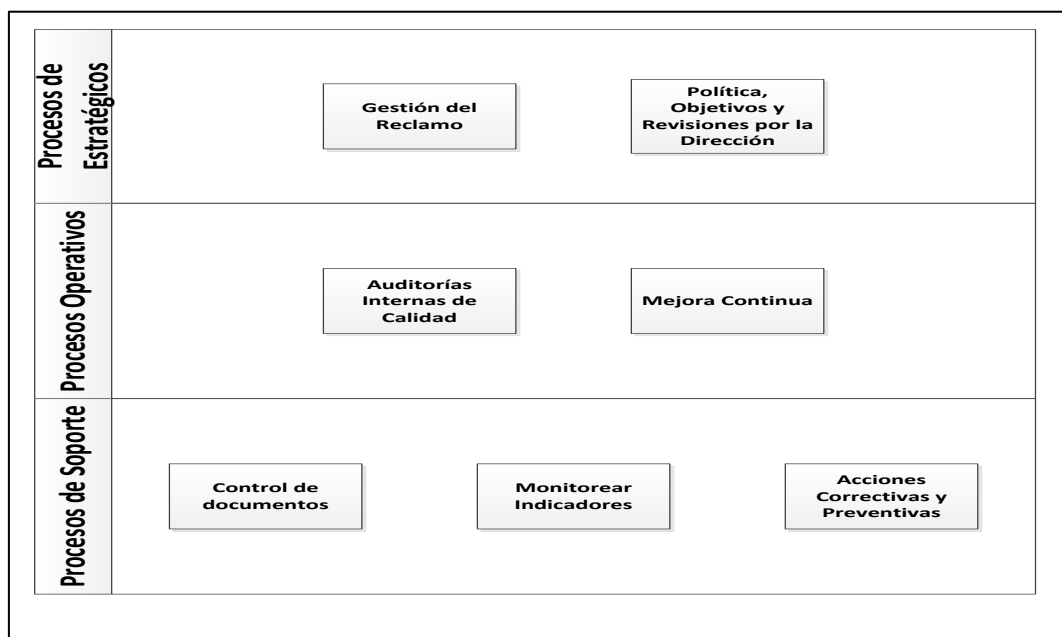 Procesos de
Estratégicos
Gestión del
Reclamo
Política,
Objetivos y
Revisiones por la
Dirección
Procesos Operativos
Auditorías
Internas de
Calidad
Mejora Continua
Procesos de Soporte
Control de
documentos
Monitorear
Indicadores
Acciones
Correctivas y
Preventivas